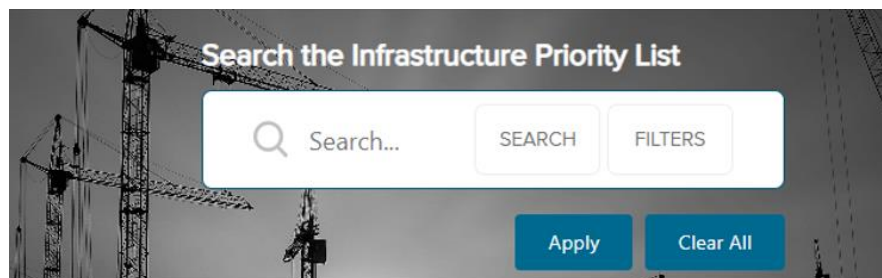 Search the Infrastructure Priority List
Search... SEARCH FILTERS
Apply Clear All